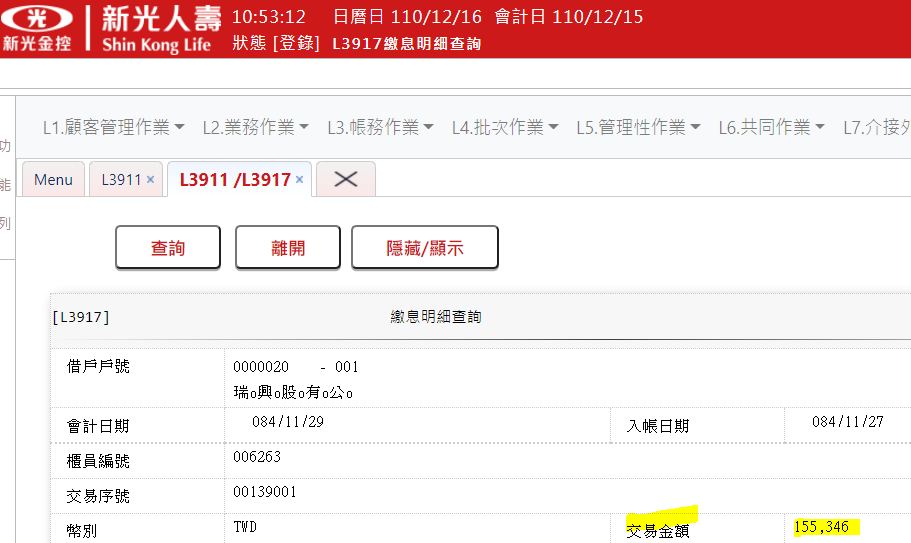 新光金控
新光人壽
Shin Kong Life
10:53:12 日曆日 110/12/16 會計日 110/12/15
狀態 [登錄] L3917繳息明細查詢
功
能
列
L1.顧客管理作業 L2.業務作業 L3.帳務作業 L4.批次作業 L5.管理性作業 L6.共同作業 L7.介接外
Menu L3911 × L3911 /L3917 ×
查詢 離開 隱藏/顯示
[L3917] 繳息明細查詢
借戶戶號 0000020 - 001
瑞o興o股o有o公o
會計日期 084/11/29 入帳日期 084/11/27
櫃員編號 006263
交易序號 00139001
幣別 TWD 交易金額 155,346